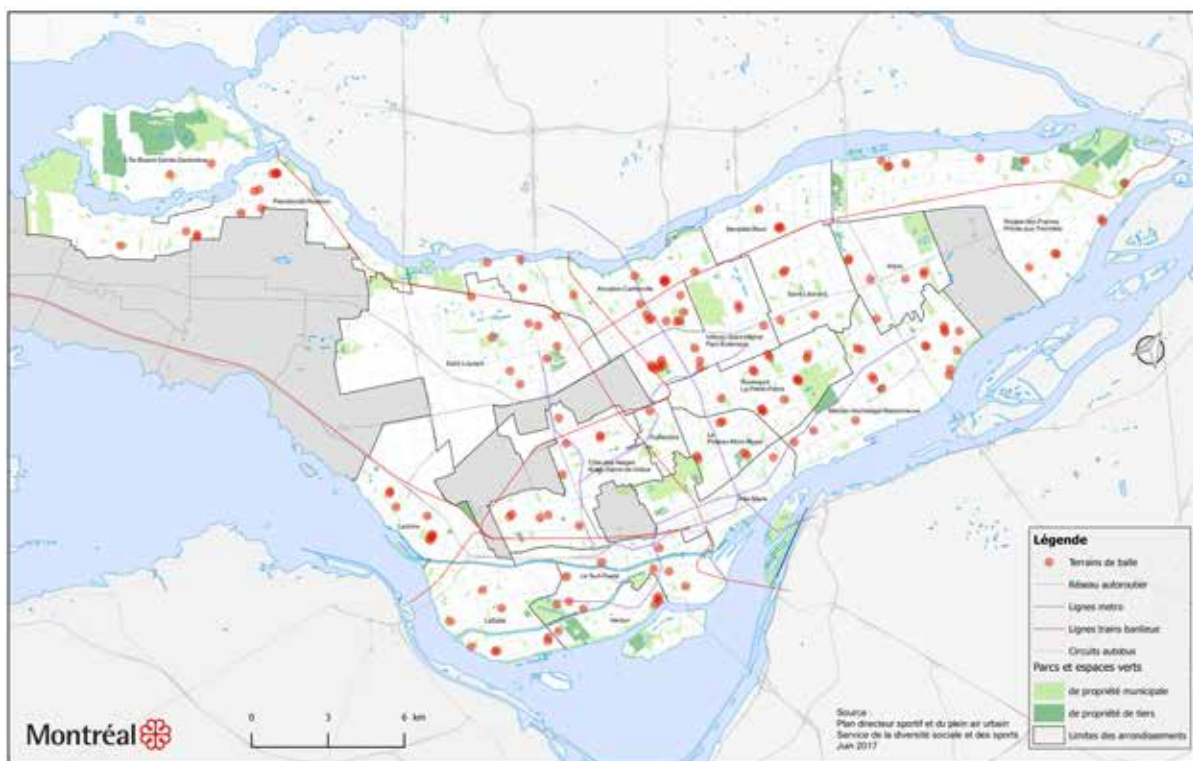 L'Île-Bizard-Sainte-Geneviève
Pierrefonds-Roxboro
Rivière-des-Prairies
Pointe-aux-Trembles
Montréal-Nord
Anjou
Ahuntsic-Cartierville
Saint-Léonard
Villeray-Saint-Michel
Parc-Extension
Saint-Laurent
Rosemont
La Petite-Patrie
Mercier-Hochelaga-Maisonneuve
Outremont
Le
Plateau-Mont-Royal
Côte-des-Neiges
Notre-Dame-de-Grâce
Ville-Marie
Lachine
Le Sud-Ouest
LaSalle
Verdun
Légende
Terrains de balle
Réseau autoroutier
Lignes metro
Lignes trains banlieue
Circuits autobus
Parcs et espaces verts
de propriété municipale
de propriété de tiers
Limites des arrondissements
Montréal
0 3 6 km
Source :
Plan directeur sportif et du plein air urbain
Service de la diversité sociale et des sports
Juin 2017